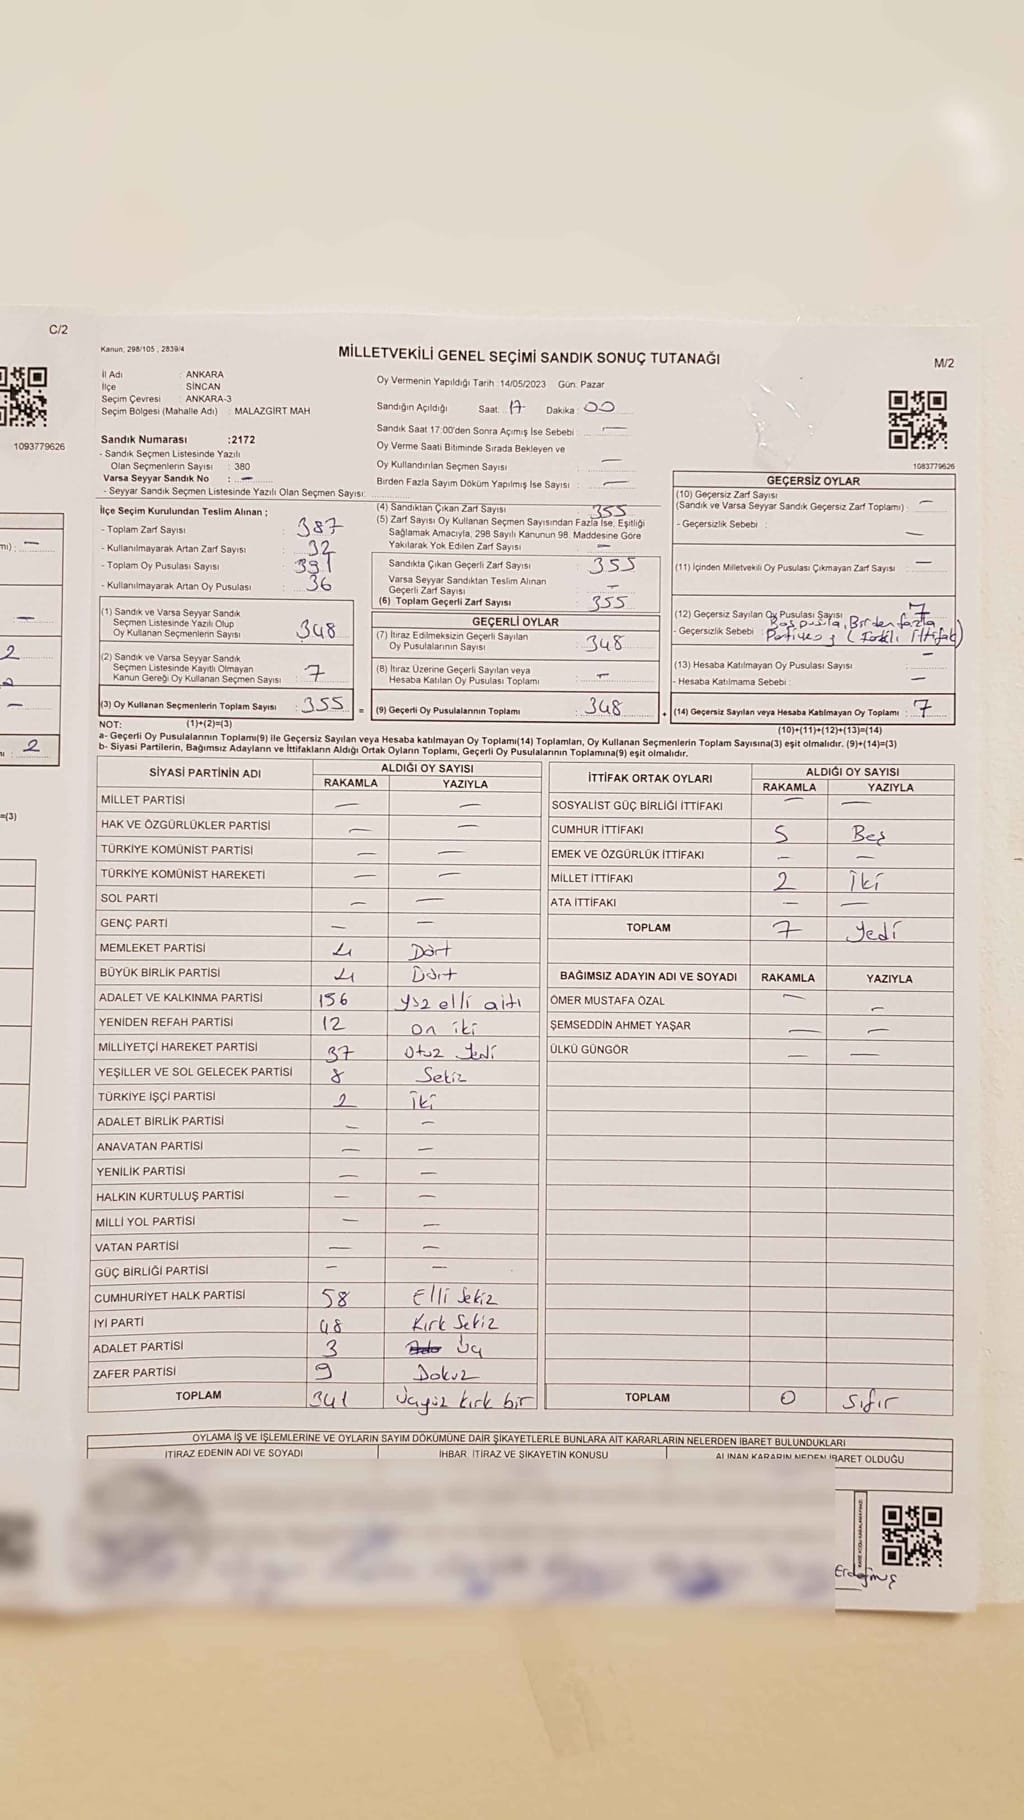 C/2
1093779626
Kanun; 298/105 , 2839/4
MİLLETVEKİLİ GENEL SEÇİMİ SANDIK SONUÇ TUTANAĞI
M/2
İl Adı : ANKARA
İlçe : SİNCAN
Seçim Çevresi : ANKARA-3
Seçim Bölgesi (Mahalle Adı) : MALAZGİRT MAH
Oy Vermenin Yapıldığı Tarih : 14/05/2023 Gün: Pazar
Sandığın Açıldığı Saat: 17 Dakika : 00
Sandık Saat 17:00'den Sonra Açımış İse Sebebi : —
Oy Verme Saati Bitiminde Sırada Bekleyen ve
Oy Kullandırılan Seçmen Sayısı : —
Birden Fazla Sayım Döküm Yapılmış İse Sayısı : —
1083779626
Sandık Numarası :2172
- Sandık Seçmen Listesinde Yazılı
Olan Seçmenlerin Sayısı : 380
Varsa Seyyar Sandık No : —
- Seyyar Sandık Seçmen Listesinde Yazılı Olan Seçmen Sayısı:
İlçe Seçim Kurulundan Teslim Alınan ;
- Toplam Zarf Sayısı : 387
- Kullanılmayarak Artan Zarf Sayısı : 32
- Toplam Oy Pusulası Sayısı : 391
- Kullanılmayarak Artan Oy Pusulası : 36
(1) Sandık ve Varsa Seyyar Sandık
Seçmen Listesinde Yazılı Olup
Oy Kullanan Seçmenlerin Sayısı : 348
(2) Sandık ve Varsa Seyyar Sandık
Seçmen Listesinde Kayıtlı Olmayan
Kanun Gereği Oy Kullanan Seçmen Sayısı : 7
(3) Oy Kullanan Seçmenlerin Toplam Sayısı : 355 =
(4) Sandıktan Çıkan Zarf Sayısı : 355
(5) Zarf Sayısı Oy Kullanan Seçmen Sayısından Fazla İse, Eşitliği
Sağlamak Amacıyla, 298 Sayılı Kanunun 98. Maddesine Göre
Yakılarak Yok Edilen Zarf Sayısı : —
Sandıkta Çıkan Geçerli Zarf Sayısı : 355
Varsa Seyyar Sandıktan Teslim Alınan
Geçerli Zarf Sayısı : —
(6) Toplam Geçerli Zarf Sayısı : 355
GEÇERLİ OYLAR
(7) İtiraz Edilmeksizin Geçerli Sayılan
Oy Pusulalarının Sayısı : 348
(8) İtiraz Üzerine Geçerli Sayılan veya
Hesaba Katılan Oy Pusulası Toplamı : —
(9) Geçerli Oy Pusulalarının Toplamı : 348 +
GEÇERSİZ OYLAR
(10) Geçersiz Zarf Sayısı
(Sandık ve Varsa Seyyar Sandık Geçersiz Zarf Toplamı) : —
- Geçersizlik Sebebi : —
(11) İçinden Milletvekili Oy Pusulası Çıkmayan Zarf Sayısı : —
(12) Geçersiz Sayılan Oy Pusulası Sayısı : 7
- Geçersizlik Sebebi : Boş pusula, Birden fazla
Partiye oy (Farklı İttifak)
(13) Hesaba Katılmayan Oy Pusulası Sayısı : —
- Hesaba Katılmama Sebebi : —
(14) Geçersiz Sayılan veya Hesaba Katılmayan Oy Toplamı : 7
NOT: (1)+(2)=(3) (10)+(11)+(12)+(13)=(14)
a- Geçerli Oy Pusulalarının Toplamı(9) ile Geçersiz Sayılan veya Hesaba katılmayan Oy Toplamı(14) Toplamları, Oy Kullanan Seçmenlerin Toplam Sayısına(3) eşit olmalıdır. (9)+(14)=(3)
b- Siyasi Partilerin, Bağımsız Adayların ve İttifakların Aldığı Ortak Oyların Toplamı, Geçerli Oy Pusulalarının Toplamına(9) eşit olmalıdır.
SİYASİ PARTİNİN ADI ALDIĞI OY SAYISI
RAKAMLA YAZIYLA
MİLLET PARTİSİ — —
HAK VE ÖZGÜRLÜKLER PARTİSİ — —
TÜRKİYE KOMÜNİST PARTİSİ — —
TÜRKİYE KOMÜNİST HAREKETİ — —
SOL PARTİ — —
GENÇ PARTİ — —
MEMLEKET PARTİSİ 4 Dört
BÜYÜK BİRLİK PARTİSİ 4 Dört
ADALET VE KALKINMA PARTİSİ 156 yüz elli altı
YENİDEN REFAH PARTİSİ 12 on iki
MİLLİYETÇİ HAREKET PARTİSİ 37 Otuz Yedi
YEŞİLLER VE SOL GELECEK PARTİSİ 8 Sekiz
TÜRKİYE İŞÇİ PARTİSİ 2 İki
ADALET BİRLİK PARTİSİ — —
ANAVATAN PARTİSİ — —
YENİLİK PARTİSİ — —
HALKIN KURTULUŞ PARTİSİ — —
MİLLİ YOL PARTİSİ — —
VATAN PARTİSİ — —
GÜÇ BİRLİĞİ PARTİSİ — —
CUMHURİYET HALK PARTİSİ 58 Elli Sekiz
İYİ PARTİ 48 Kırk Sekiz
ADALET PARTİSİ 3 Üç
ZAFER PARTİSİ 9 Dokuz
TOPLAM 341 Üçyüz kırk bir
İTTİFAK ORTAK OYLARI ALDIĞI OY SAYISI
RAKAMLA YAZIYLA
SOSYALİST GÜÇ BİRLİĞİ İTTİFAKI — —
CUMHUR İTTİFAKI 5 Beş
EMEK VE ÖZGÜRLÜK İTTİFAKI — —
MİLLET İTTİFAKI 2 İki
ATA İTTİFAKI — —
TOPLAM 7 Yedi
BAĞIMSIZ ADAYIN ADI VE SOYADI RAKAMLA YAZIYLA
ÖMER MUSTAFA ÖZAL — —
ŞEMSEDDİN AHMET YAŞAR — —
ÜLKÜ GÜNGÖR — —
TOPLAM 0 Sıfır
OYLAMA İŞ VE İŞLEMLERİNE VE OYLARIN SAYIM DÖKÜMÜNE DAİR ŞİKAYETLERLE BUNLARA AİT KARARLARIN NELERDEN İBARET BULUNDUKLARI
İTİRAZ EDENİN ADI VE SOYADI İHBAR İTİRAZ VE ŞİKAYETİN KONUSU ALINAN KARARIN NEDEN İBARET OLDUĞU